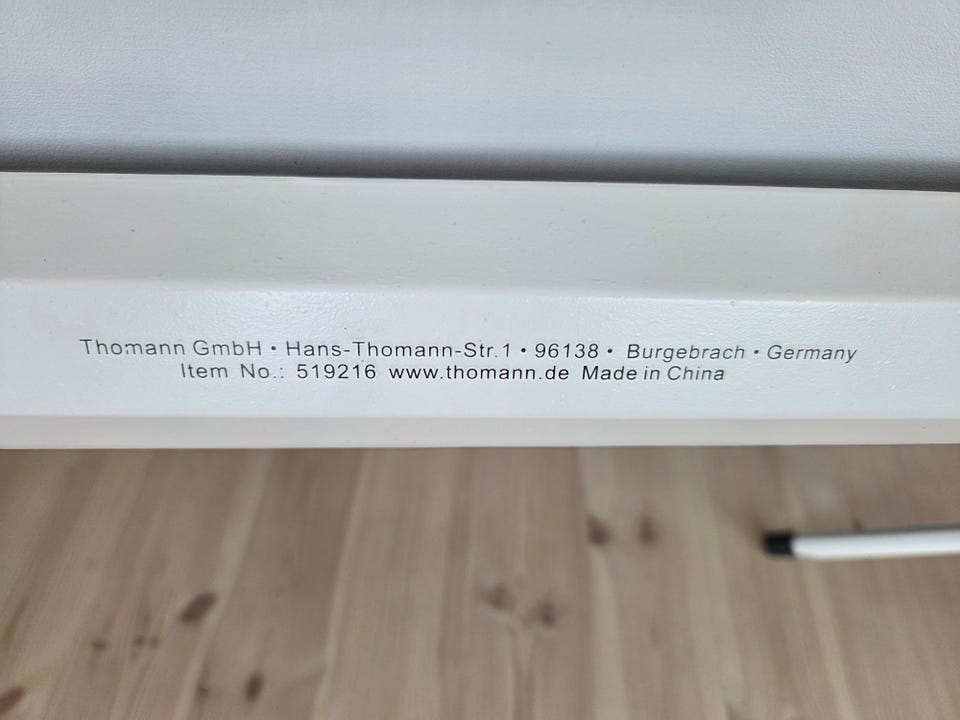 Thomann GmbH • Hans-Thomann-Str.1 • 96138 • Burgebrach • Germany
Item No.: 519216 www.thomann.de Made in China